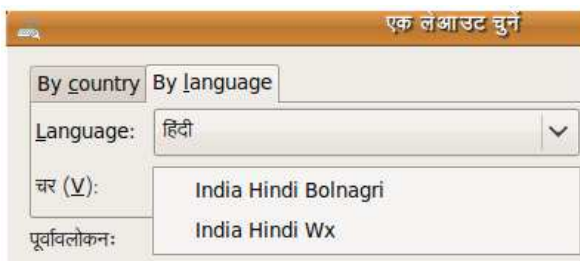 एक लेआउट चुनें
By country By language
Language: हिंदी
चर (V):
India Hindi Bolnagri
India Hindi Wx
पूर्वावलोकन: